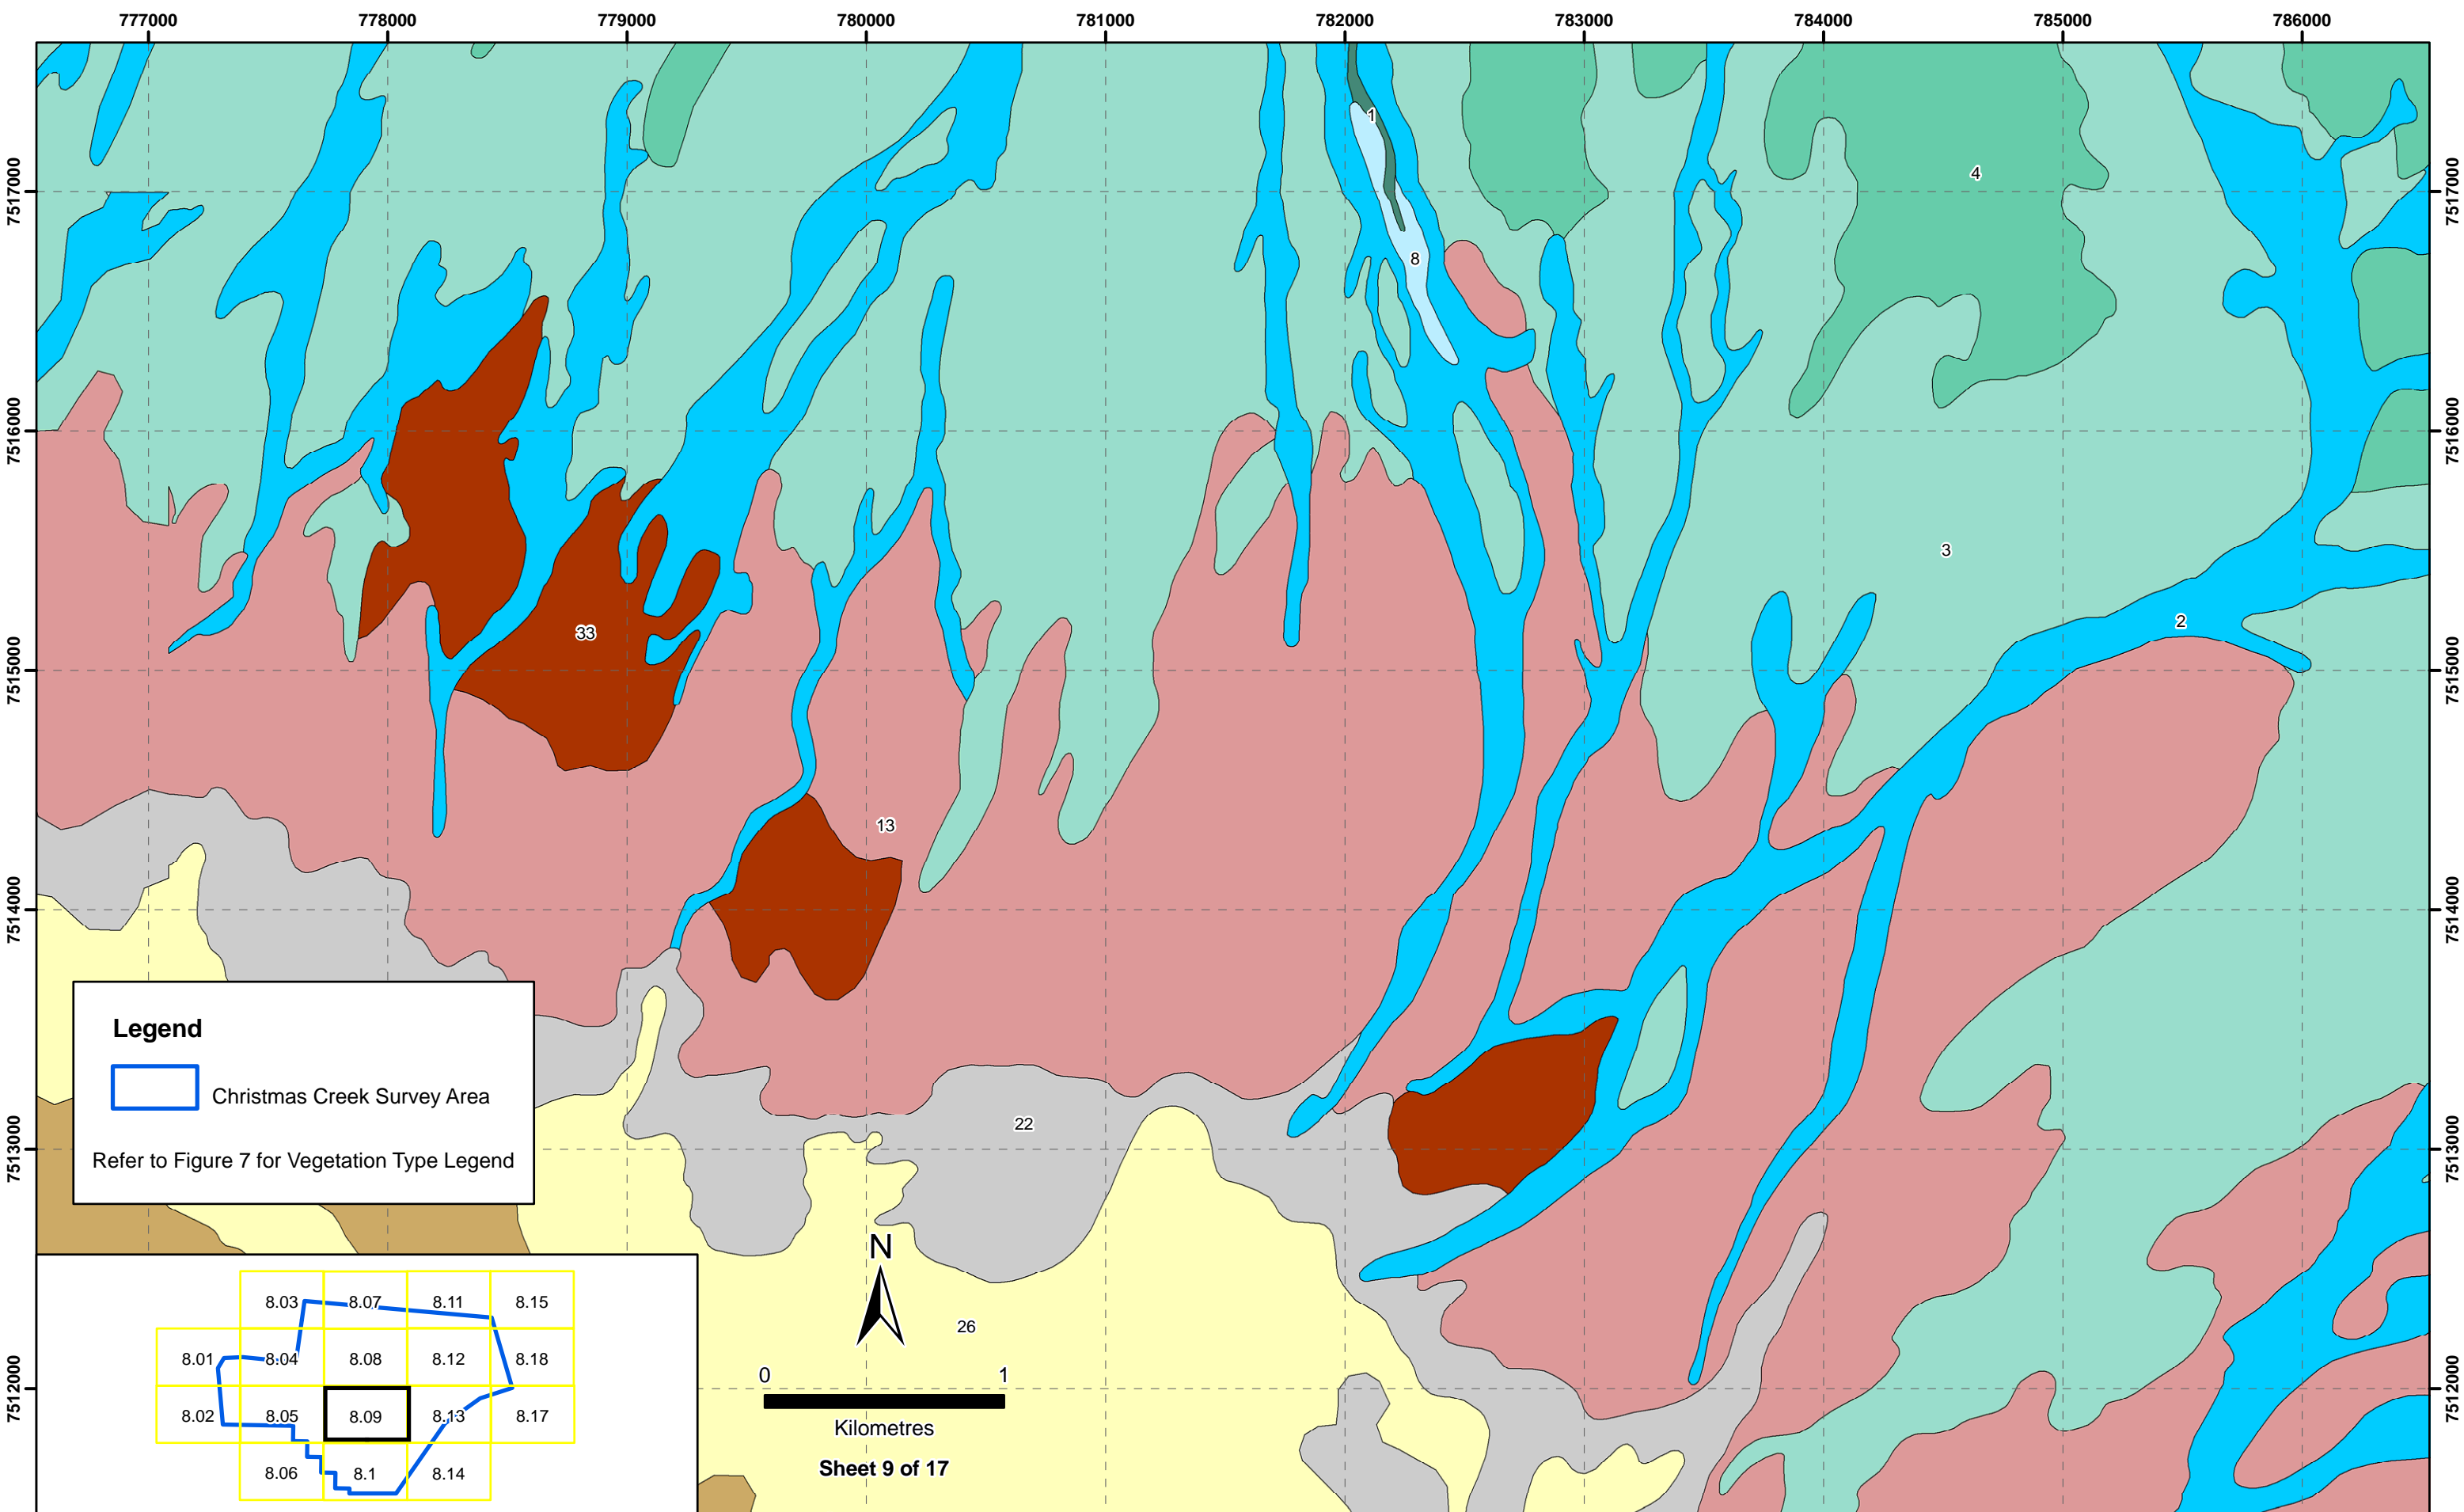 777000 778000 779000 780000 781000 782000 783000 784000 785000 786000
1
7517000 7517000
4
8
7516000 7516000
3
2
33
7515000 7515000
13
7514000 7514000
Legend
Christmas Creek Survey Area
22
Refer to Figure 7 for Vegetation Type Legend
7513000 7513000
N
26
8.03 8.07 8.11 8.15
8.01 8.04 8.08 8.12 8.18
8.02 8.05 8.09 8.13 8.17
8.06 8.1 8.14
0 1
7512000 7512000
Kilometres
Sheet 9 of 17